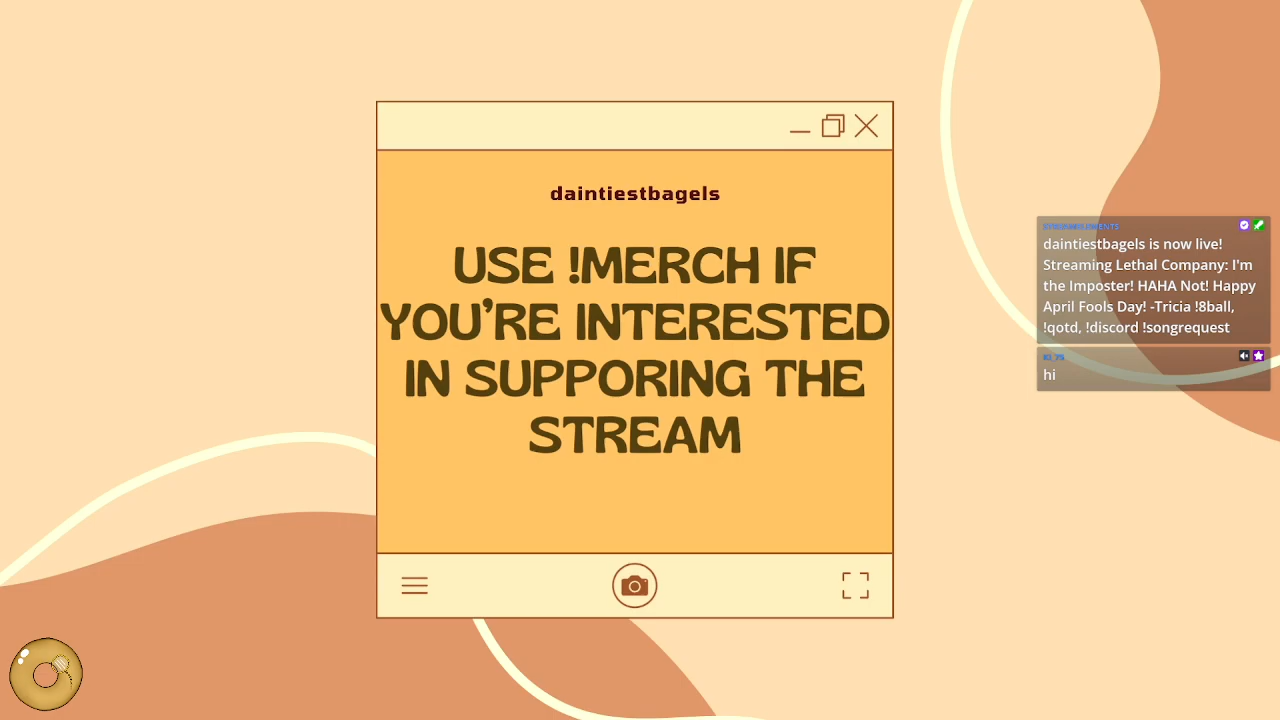 daintiestbagels
USE !MERCH IF
YOU'RE INTERESTED
IN SUPPORING THE
STREAM
STREAMELEMENTS
daintiestbagels is now live!
Streaming Lethal Company: I'm
the Imposter! HAHA Not! Happy
April Fools Day! -Tricia !8ball,
!qotd, !discord !songrequest
hi